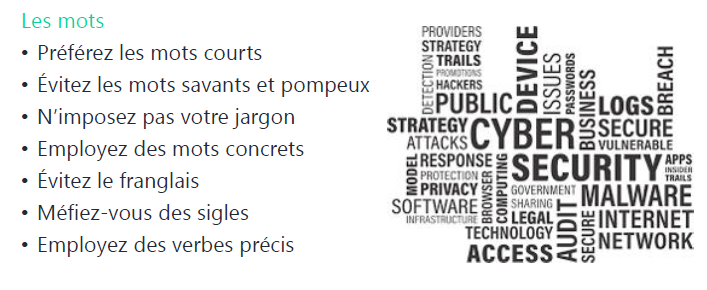 Les mots
• Préférez les mots courts
• Évitez les mots savants et pompeux
• N’imposez pas votre jargon
• Employez des mots concrets
• Évitez le franglais
• Méfiez-vous des sigles
• Employez des verbes précis
PROVIDERS
STRATEGY
TRAILS
PROMOTIONS
HACKERS
DETECTION
PUBLIC
DEVICE
ISSUES
PASSWORDS
BUSINESS
BREACH
LOGS
SECURE
VULNERABLE
STRATEGY
ATTACKS
CYBER
MODEL
RESPONSE
PROTECTION
PRIVACY
BROWSER
COMPUTING
SECURITY
APPS
INSIDER
TRAILS
GOVERNMENT
SHARING
LEGAL
MALWARE
SOFTWARE
INFRASTRUCTURE
TECHNOLOGY
AUDIT
SECURE
INTERNET
NETWORK
ACCESS